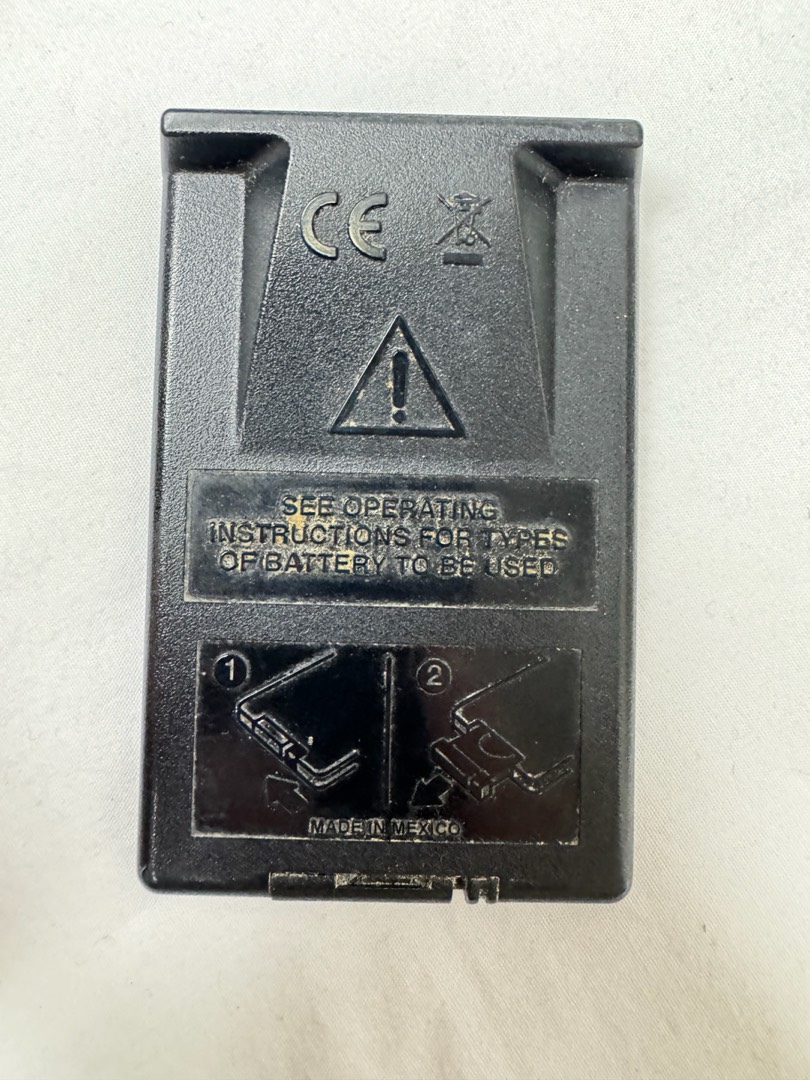 CE
SEE OPERATING
INSTRUCTIONS FOR TYPES
OF BATTERY TO BE USED
1 2
MADE IN MEXICO